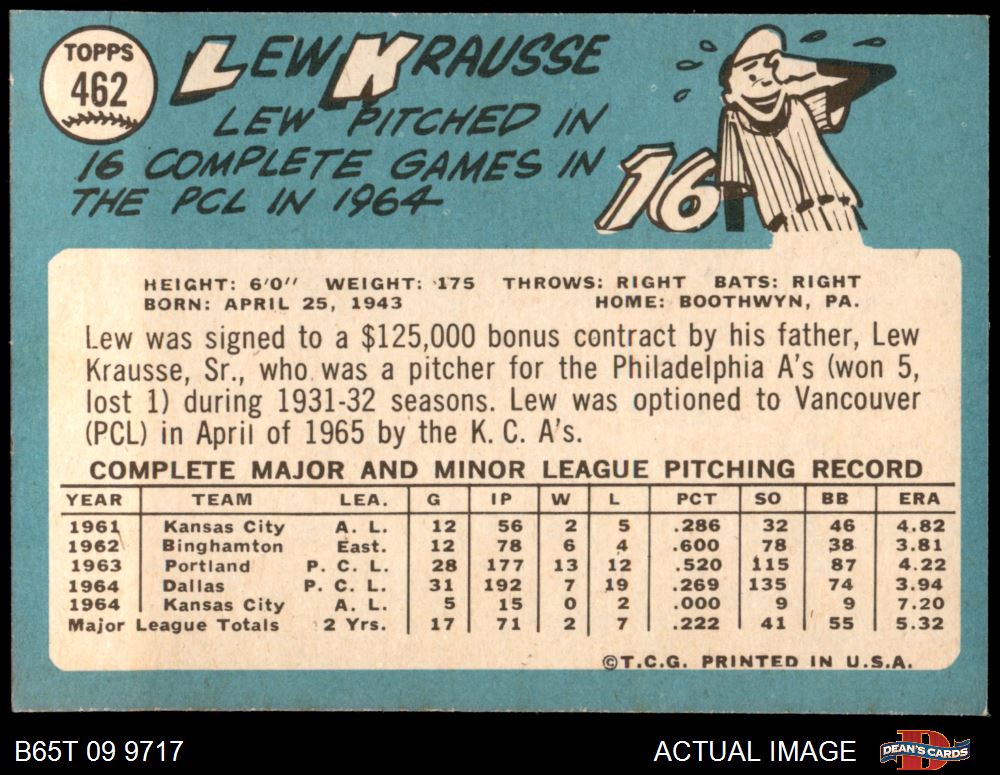 TOPPS
462
LEW KRAUSSE
LEW PITCHED IN
16 COMPLETE GAMES IN
THE PCL IN 1964
16
HEIGHT: 6'0" WEIGHT: 175 THROWS: RIGHT BATS: RIGHT
BORN: APRIL 25, 1943 HOME: BOOTHWYN, PA.
Lew was signed to a $125,000 bonus contract by his father, Lew
Krausse, Sr., who was a pitcher for the Philadelphia A's (won 5,
lost 1) during 1931-32 seasons. Lew was optioned to Vancouver
(PCL) in April of 1965 by the K. C. A's.
COMPLETE MAJOR AND MINOR LEAGUE PITCHING RECORD
YEAR TEAM LEA. G IP W L PCT SO BB ERA
1961 Kansas City A. L. 12 56 2 5 .286 32 46 4.82
1962 Binghamton East. 12 78 6 4 .600 78 38 3.81
1963 Portland P. C. L. 28 177 13 12 .520 115 87 4.22
1964 Dallas P. C. L. 31 192 7 19 .269 135 74 3.94
1964 Kansas City A. L. 5 15 0 2 .000 9 9 7.20
Major League Totals 2 Yrs. 17 71 2 7 .222 41 55 5.32
©T.C.G. PRINTED IN U.S.A.
B65T 09 9717 ACTUAL IMAGE DEAN'S CARDS